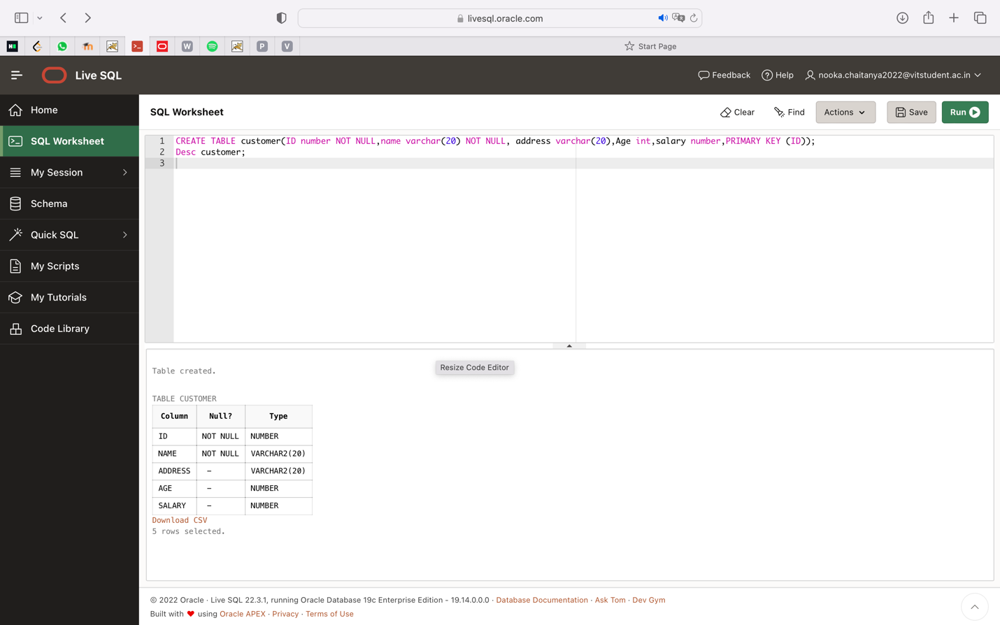 livesql.oracle.com
W
P
V
Start Page
Live SQL
Feedback
Help
nooka.chaitanya2022@vitstudent.ac.in
Home
SQL Worksheet
My Session
Schema
Quick SQL
My Scripts
My Tutorials
Code Library
SQL Worksheet
Clear
Find
Actions
Save
Run
1 CREATE TABLE customer(ID number NOT NULL,name varchar(20) NOT NULL, address varchar(20),Age int,salary number,PRIMARY KEY (ID));
2 Desc customer;
3
Resize Code Editor
Table created.
TABLE CUSTOMER
Column Null? Type
ID NOT NULL NUMBER
NAME NOT NULL VARCHAR2(20)
ADDRESS – VARCHAR2(20)
AGE – NUMBER
SALARY – NUMBER
Download CSV
5 rows selected.
© 2022 Oracle · Live SQL 22.3.1, running Oracle Database 19c Enterprise Edition - 19.14.0.0.0 · Database Documentation · Ask Tom · Dev Gym
Built with ♥ using Oracle APEX · Privacy · Terms of Use